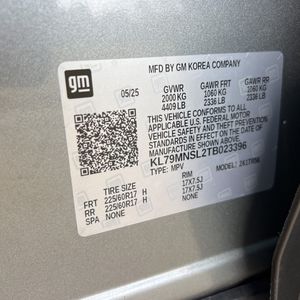 gm
MFD BY GM KOREA COMPANY
05/25
GVWR GAWR FRT GAWR RR
2000 KG 1060 KG 1060 KG
4409 LB 2336 LB 2336 LB
THIS VEHICLE CONFORMS TO ALL
APPLICABLE U.S. FEDERAL MOTOR
VEHICLE SAFETY AND THEFT
PREVENTION STANDARDS IN EFFECT
ON THE DATE OF MANUFACTURE
SHOWN ABOVE.
KL79MNSL2TB023396
TYPE: MPV
TIRE SIZE RIM
FRT 225/60R17 H 17X7.5J
RR 225/60R17 H 17X7.5J
SPA NONE NONE